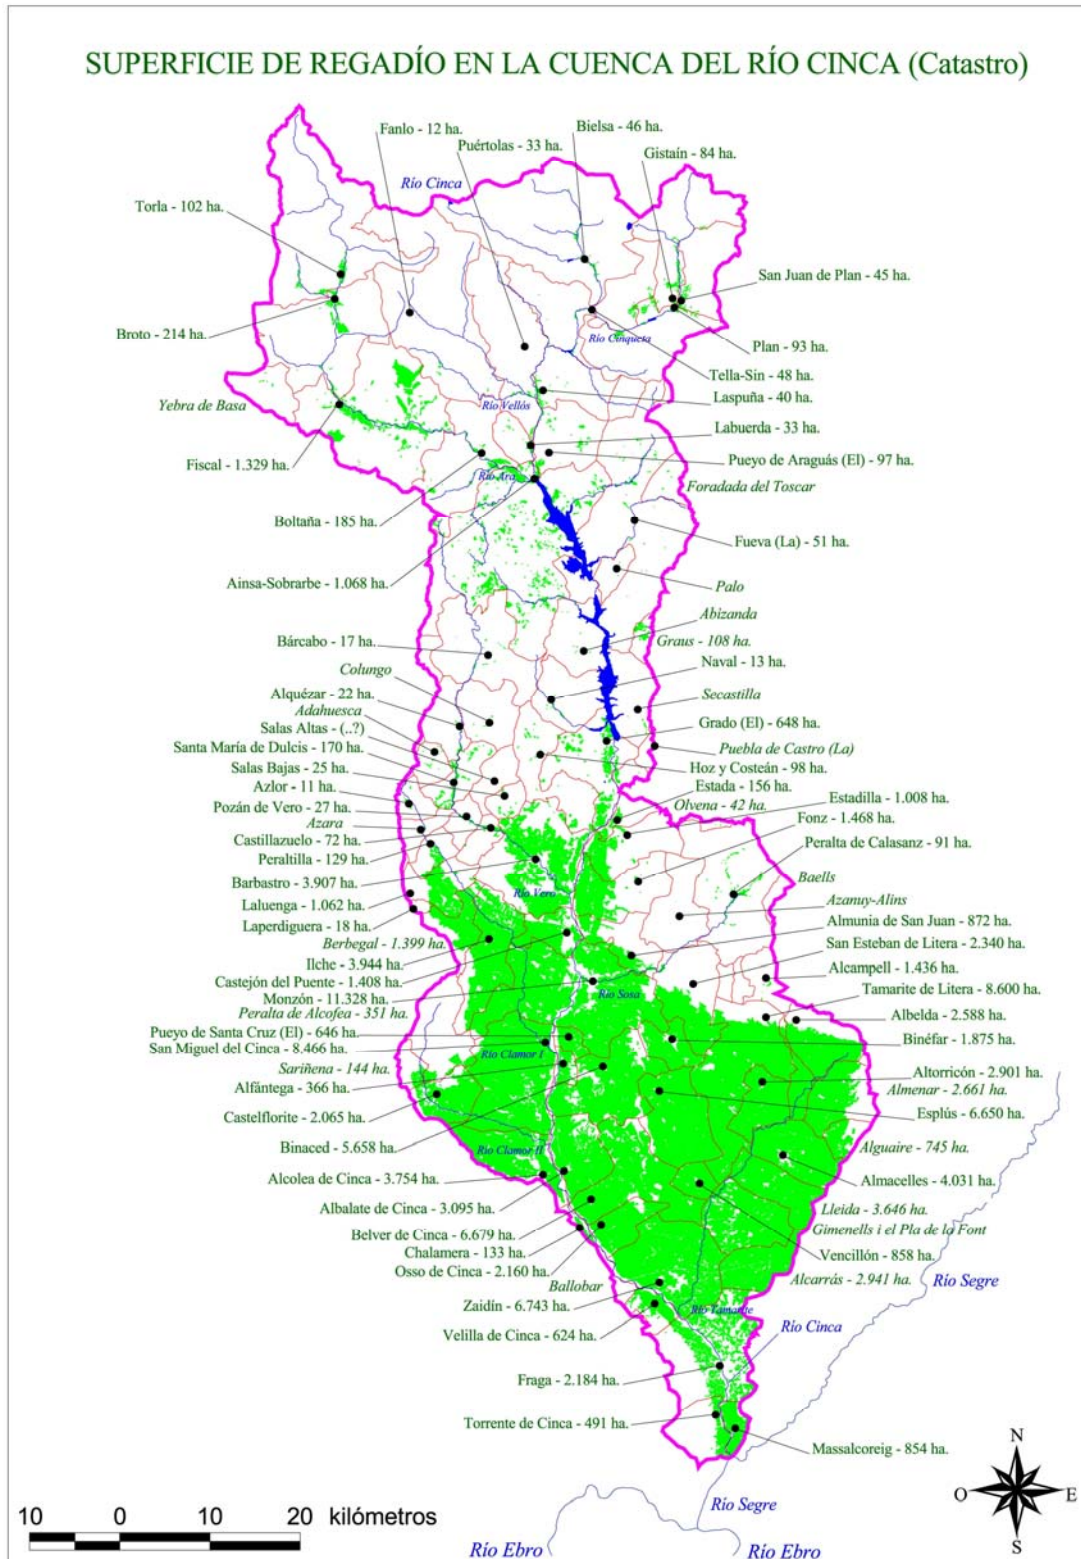 SUPERFICIE DE REGADÍO EN LA CUENCA DEL RÍO CINCA (Catastro)
Fanlo - 12 ha.
Bielsa - 46 ha.
Puértolas - 33 ha.
Gistaín - 84 ha.
Río Cinca
Torla - 102 ha.
San Juan de Plan - 45 ha.
Broto - 214 ha.
Río Cinqueta
Plan - 93 ha.
Tella-Sin - 48 ha.
Laspuña - 40 ha.
Yebra de Basa
Río Vellós
Labuerda - 33 ha.
Fiscal - 1.329 ha.
Pueyo de Araguás (El) - 97 ha.
Río Ara
Foradada del Toscar
Boltaña - 185 ha.
Fueva (La) - 51 ha.
Ainsa-Sobrarbe - 1.068 ha.
Palo
Abizanda
Bárcabo - 17 ha.
Graus - 108 ha.
Colungo
Naval - 13 ha.
Alquézar - 22 ha.
Secastilla
Adahuesca
Salas Altas - (..?)
Grado (El) - 648 ha.
Santa María de Dulcis - 170 ha.
Puebla de Castro (La)
Salas Bajas - 25 ha.
Hoz y Costeán - 98 ha.
Azlor - 11 ha.
Estada - 156 ha.
Estadilla - 1.008 ha.
Pozán de Vero - 27 ha.
Olvena - 42 ha.
Azara
Fonz - 1.468 ha.
Castillazuelo - 72 ha.
Peralta de Calasanz - 91 ha.
Peraltilla - 129 ha.
Baells
Barbastro - 3.907 ha.
Río Vero
Laluenga - 1.062 ha.
Azanuy-Alins
Laperdiguera - 18 ha.
Almunia de San Juan - 872 ha.
Berbegal - 1.399 ha.
San Esteban de Litera - 2.340 ha.
Ilche - 3.944 ha.
Alcampell - 1.436 ha.
Castejón del Puente - 1.408 ha.
Tamarite de Litera - 8.600 ha.
Monzón - 11.328 ha.
Río Sosa
Peralta de Alcofea - 351 ha.
Albelda - 2.588 ha.
Pueyo de Santa Cruz (El) - 646 ha.
Binéfar - 1.875 ha.
San Miguel del Cinca - 8.466 ha.
Río Clamor I
Sariñena - 144 ha.
Altorricón - 2.901 ha.
Alfántega - 366 ha.
Almenar - 2.661 ha.
Castelflorite - 2.065 ha.
Esplús - 6.650 ha.
Binaced - 5.658 ha.
Río Clamor II
Alguaire - 745 ha.
Alcolea de Cinca - 3.754 ha.
Almacelles - 4.031 ha.
Albalate de Cinca - 3.095 ha.
Lleida - 3.646 ha.
Belver de Cinca - 6.679 ha.
Gimenells i el Pla de la Font
Chalamera - 133 ha.
Vencillón - 858 ha.
Osso de Cinca - 2.160 ha.
Alcarrás - 2.941 ha.
Ballobar
Río Segre
Zaidín - 6.743 ha.
Río Tamarite
Velilla de Cinca - 624 ha.
Río Cinca
Fraga - 2.184 ha.
Torrente de Cinca - 491 ha.
Massalcoreig - 854 ha.
N
O
E
S
Río Segre
10 0 10 20 kilómetros
Río Ebro
Río Ebro